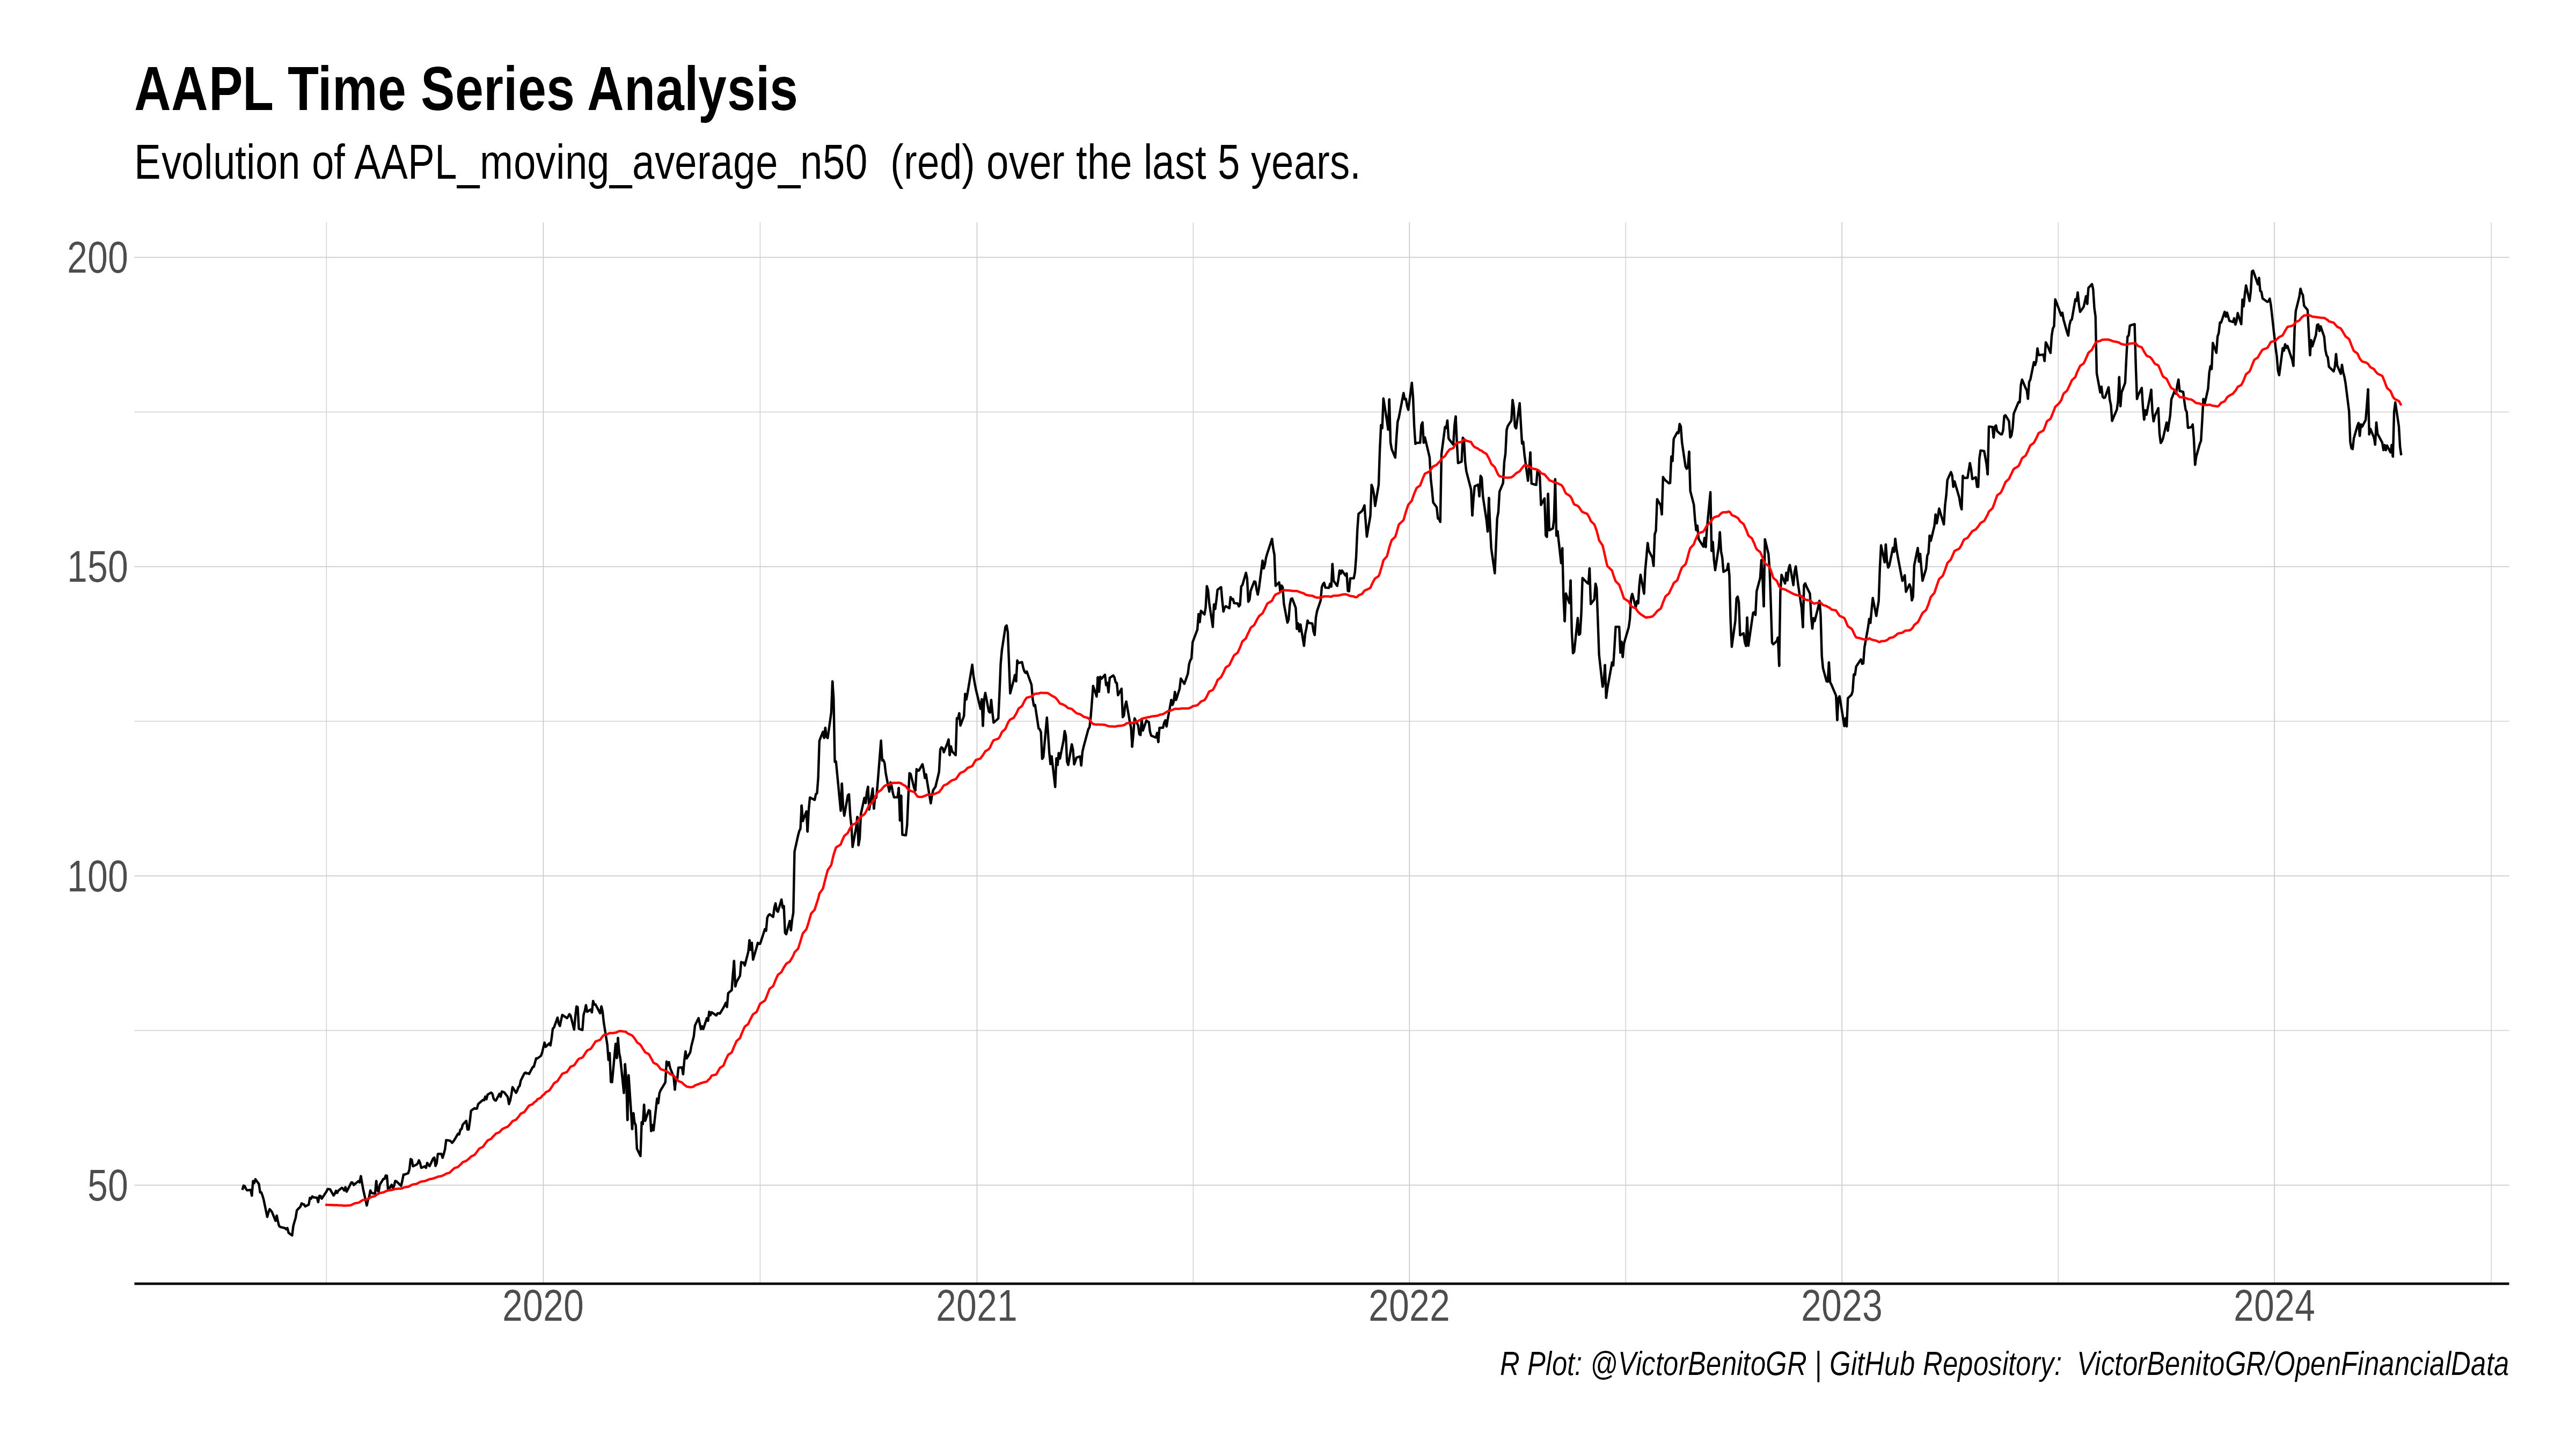 AAPL Time Series Analysis
Evolution of AAPL_moving_average_n50  (red) over the last 5 years.
200
150
100
50
2020 2021 2022 2023 2024
R Plot: @VictorBenitoGR | GitHub Repository:  VictorBenitoGR/OpenFinancialData